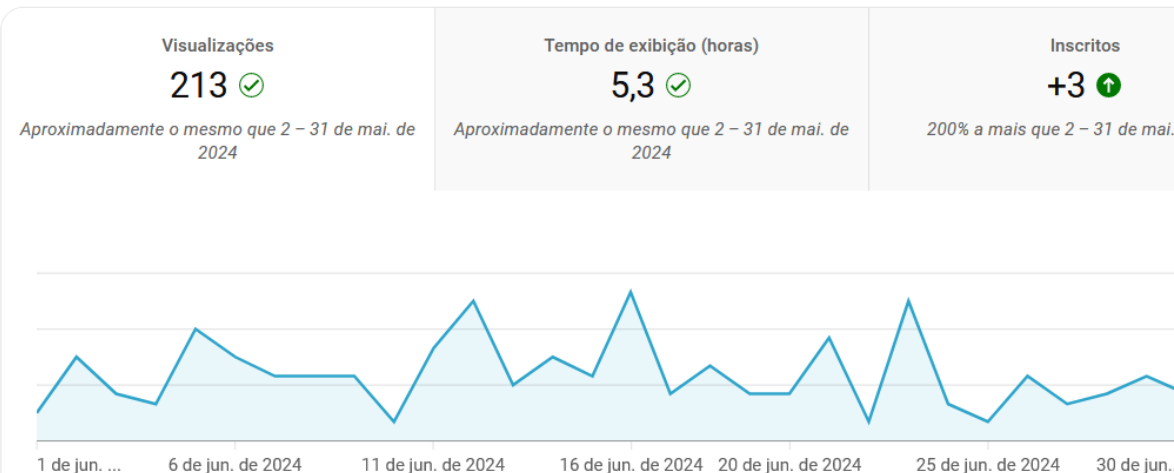 Visualizações
213
Aproximadamente o mesmo que 2 – 31 de mai. de
2024
Tempo de exibição (horas)
5,3
Aproximadamente o mesmo que 2 – 31 de mai. de
2024
Inscritos
+3
200% a mais que 2 – 31 de mai.
1 de jun. ...
6 de jun. de 2024
11 de jun. de 2024
16 de jun. de 2024
20 de jun. de 2024
25 de jun. de 2024
30 de jun.